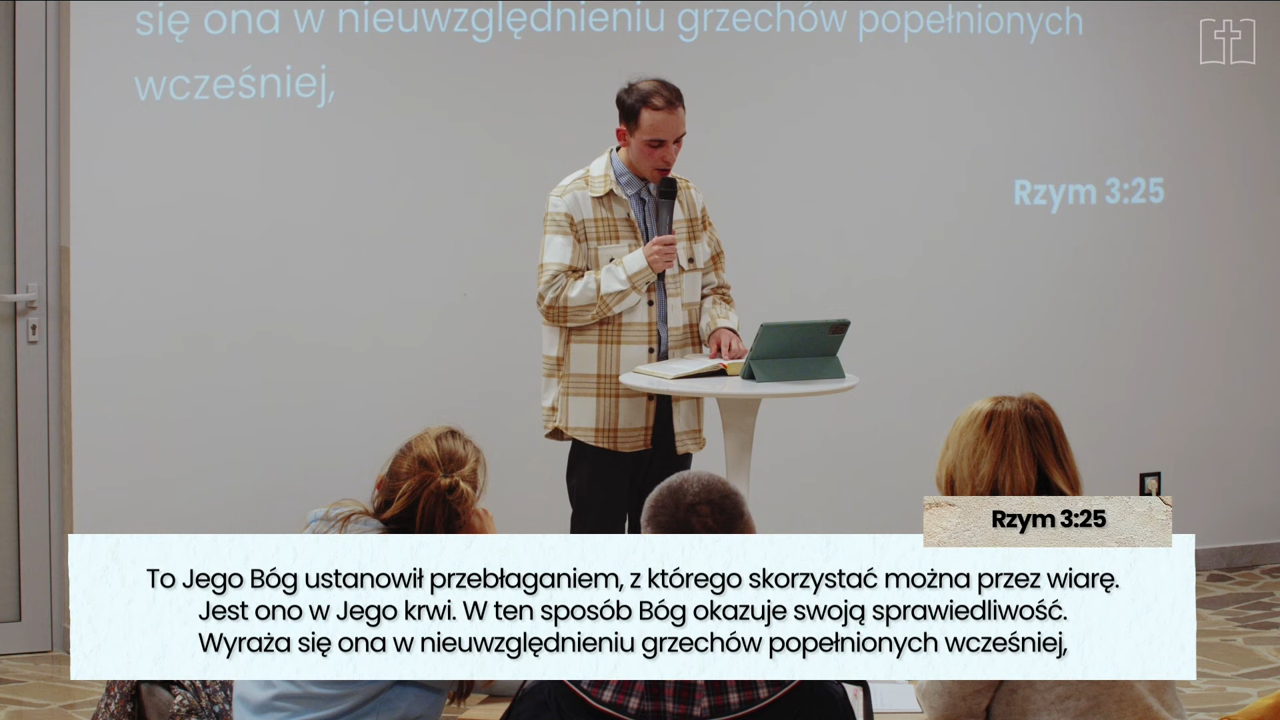 się ona w nieuwzględnieniu grzechów popełnionych
wcześniej,
Rzym 3:25
Rzym 3:25
To Jego Bóg ustanowił przebłaganiem, z którego skorzystać można przez wiarę.
Jest ono w Jego krwi. W ten sposób Bóg okazuje swoją sprawiedliwość.
Wyraża się ona w nieuwzględnieniu grzechów popełnionych wcześniej,